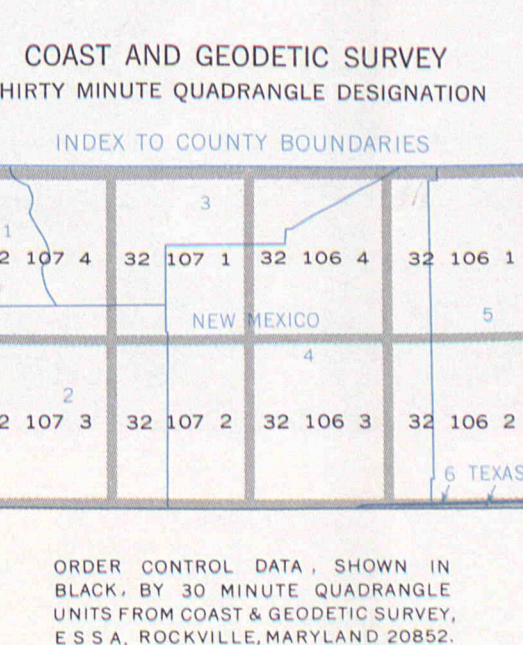 COAST AND GEODETIC SURVEY
HIRTY MINUTE QUADRANGLE DESIGNATION
INDEX TO COUNTY BOUNDARIES
3
1
2 107 4 32 107 1 32 106 4 32 106 1
NEW MEXICO 5
4
2
2 107 3 32 107 2 32 106 3 32 106 2
6 TEXAS
ORDER CONTROL DATA, SHOWN IN
BLACK, BY 30 MINUTE QUADRANGLE
UNITS FROM COAST & GEODETIC SURVEY,
E S S A, ROCKVILLE, MARYLAND 20852.